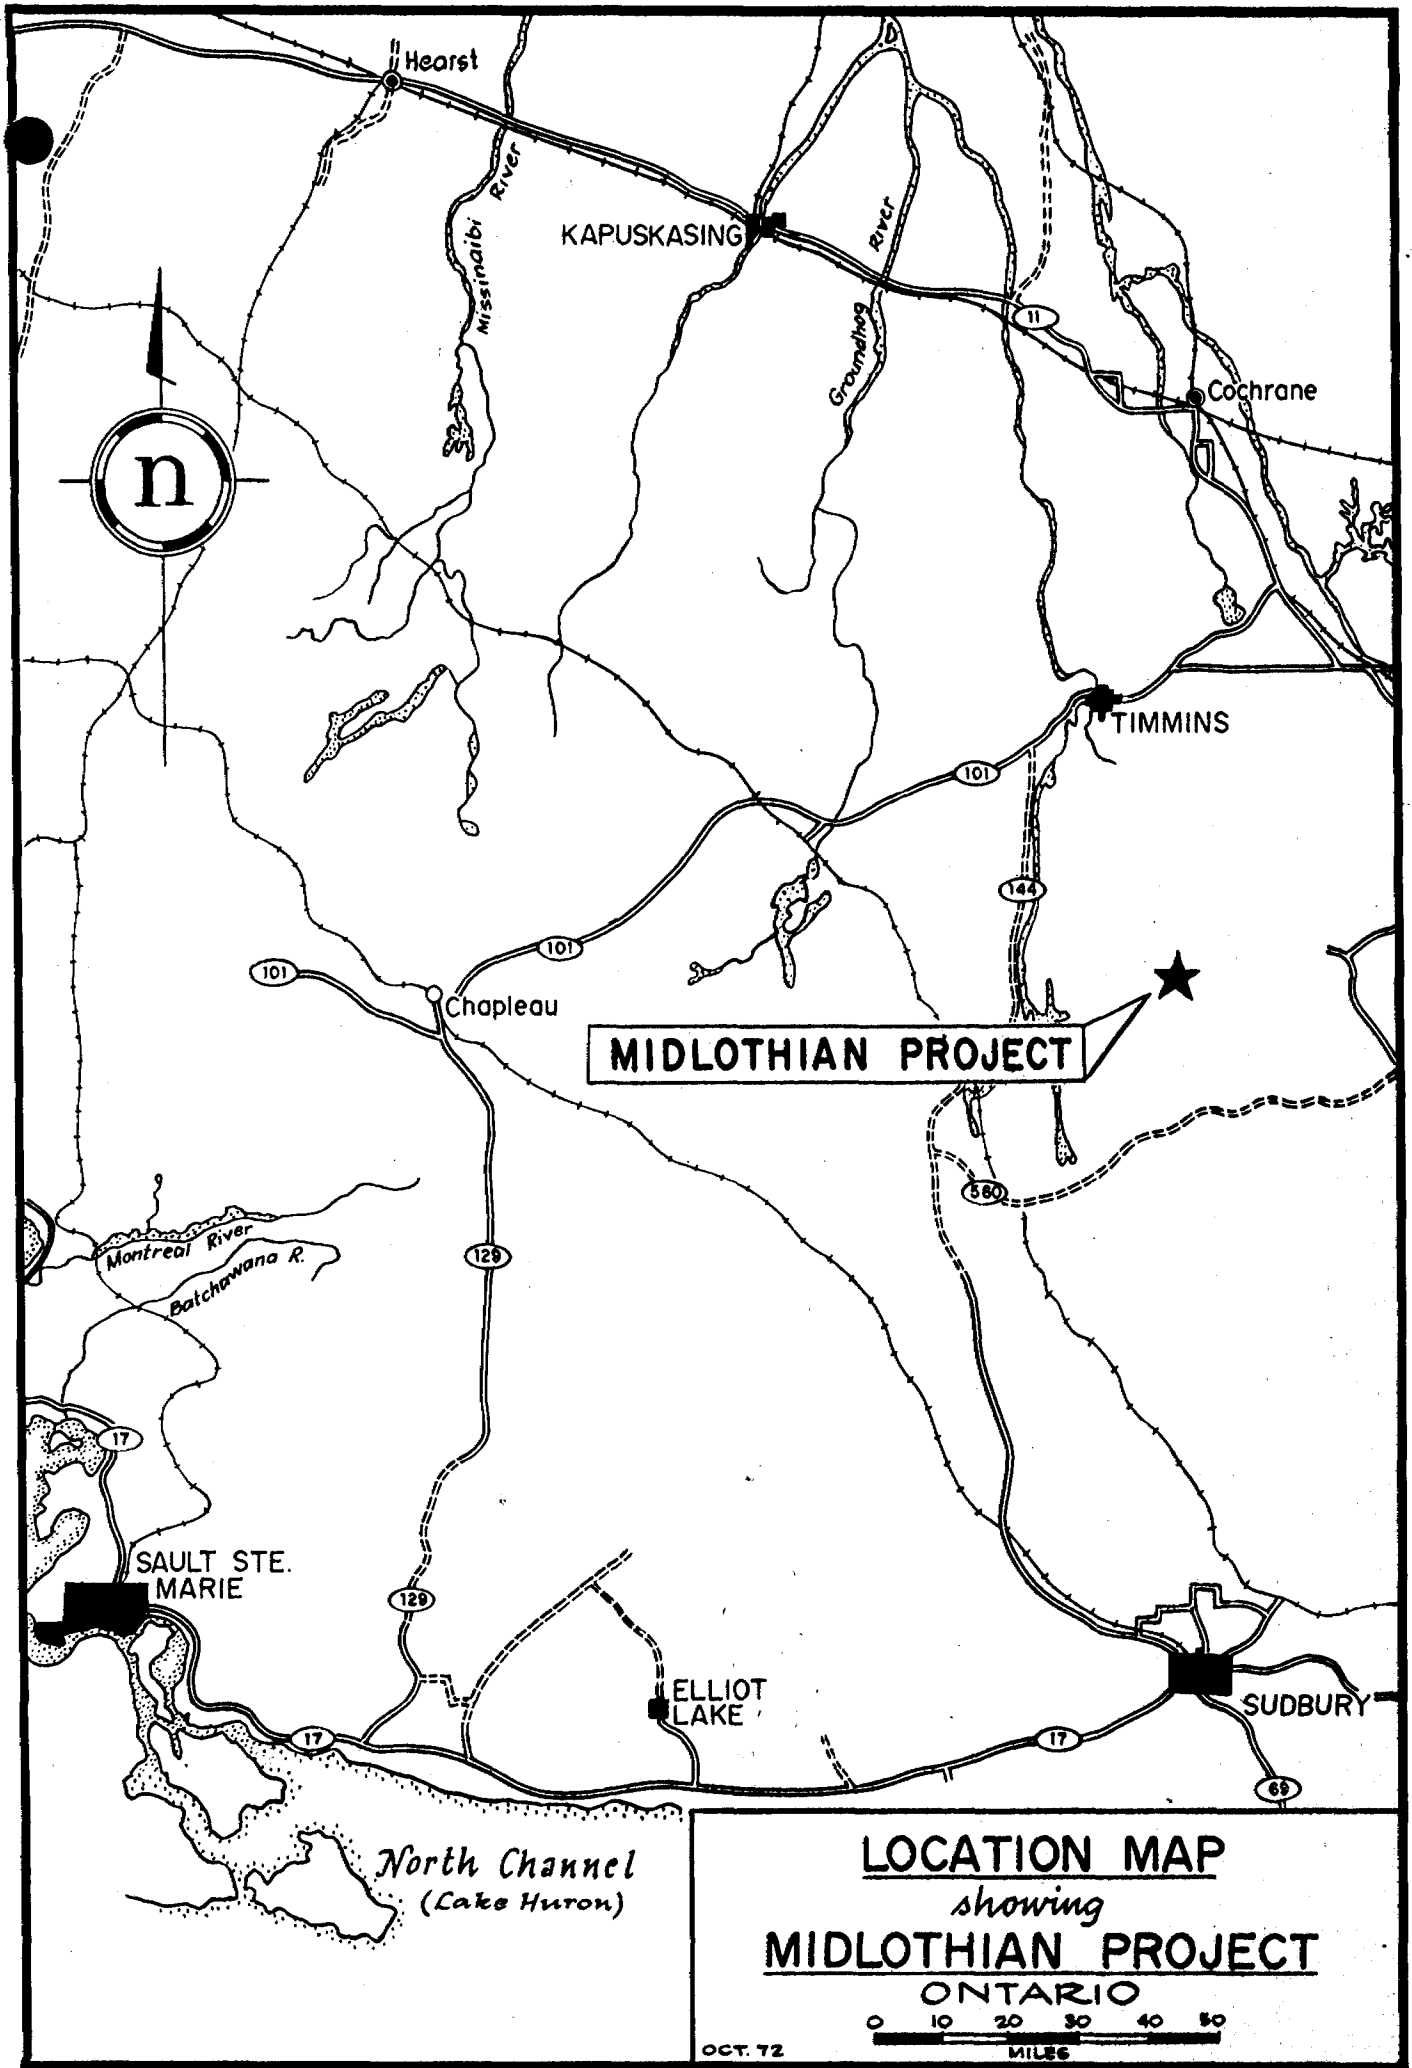 Hearst
Missinaibi River
KAPUSKASING
Groundhog River
11
Cochrane
n
TIMMINS
101
144
101
101
Chapleau
MIDLOTHIAN PROJECT
560
Montreal River
Batchawana R.
129
17
SAULT STE.
MARIE
129
ELLIOT
LAKE
SUDBURY
17
17
69
North Channel
(Lake Huron)
LOCATION MAP
showing
MIDLOTHIAN PROJECT
ONTARIO
0 10 20 30 40 50
MILES
OCT. 72